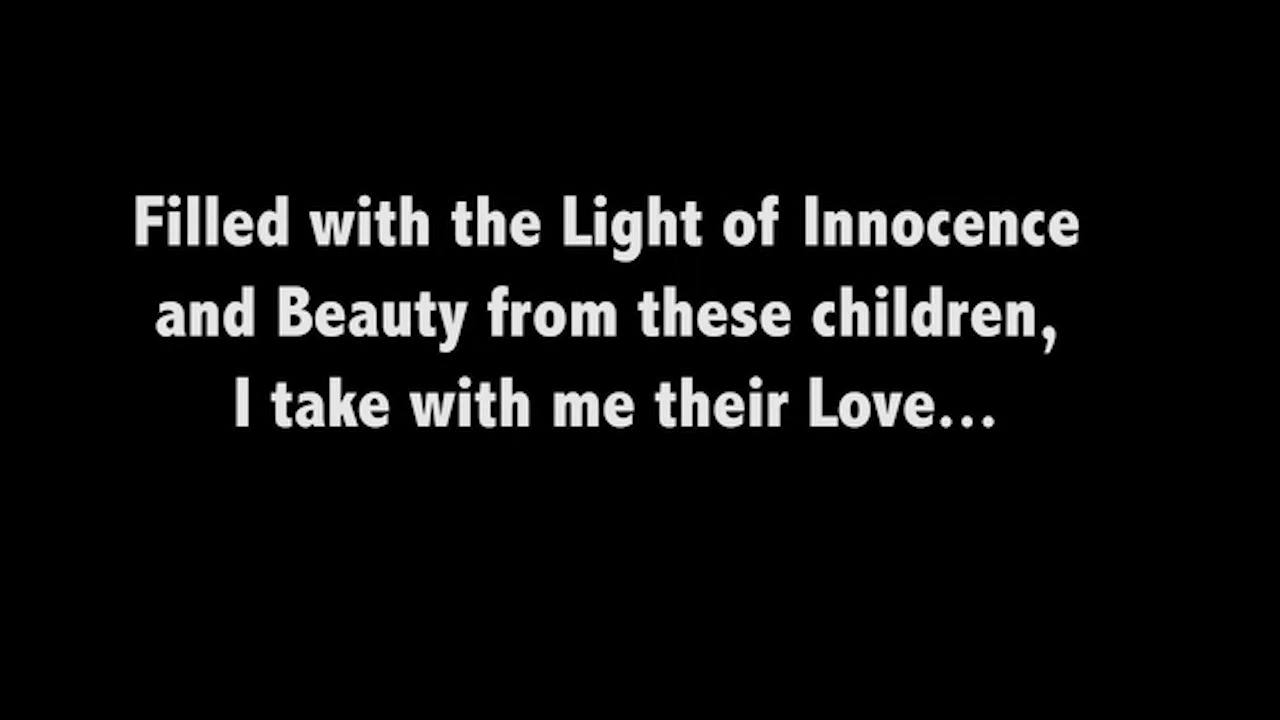 Filled with the Light of Innocence
and Beauty from these children,
I take with me their Love...